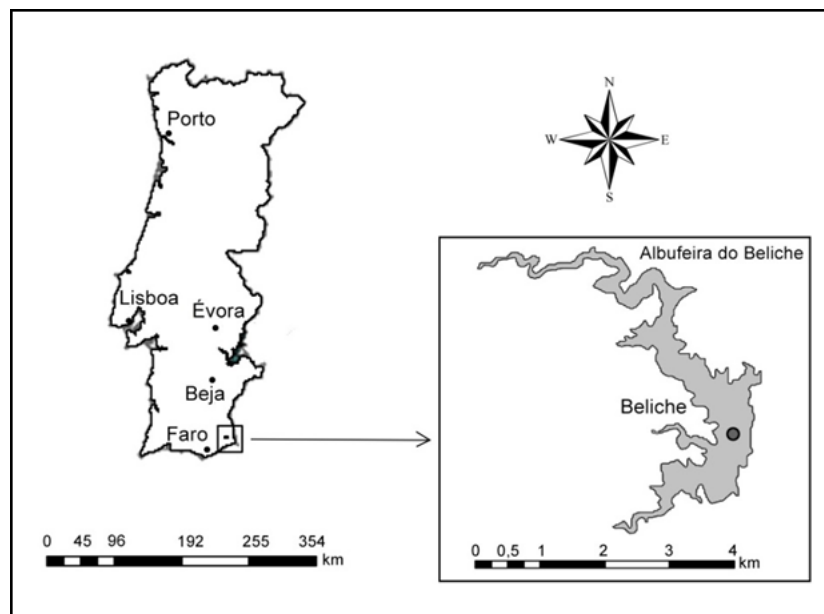 Porto
Lisboa
Évora
Beja
Faro
0 45 96 192 255 354
km
N
W E
S
Albufeira do Beliche
Beliche
0 0,5 1 2 3 4
km